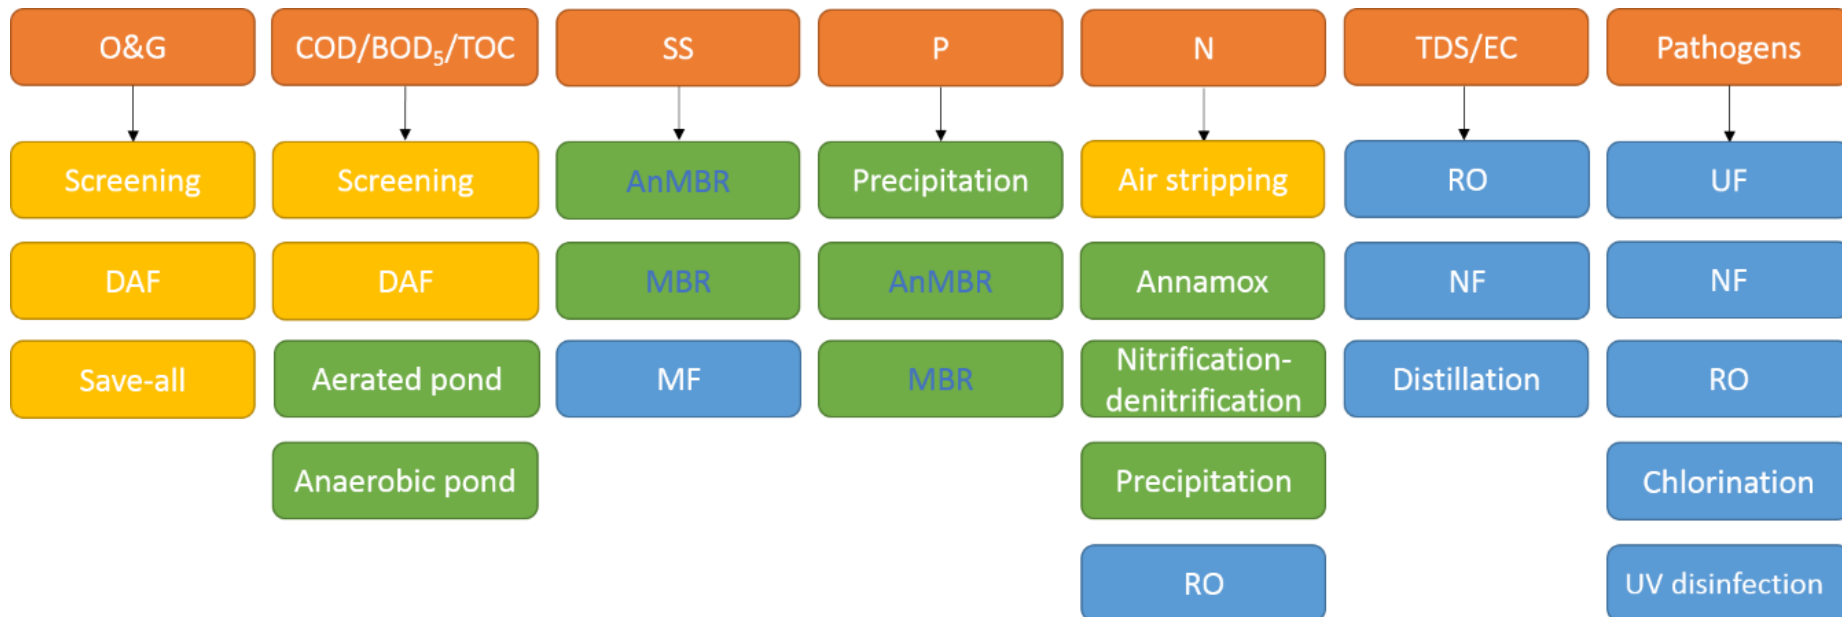 O&G
COD/BOD₅/TOC
SS
P
N
TDS/EC
Pathogens
Screening
Screening
AnMBR
Precipitation
Air stripping
RO
UF
DAF
DAF
MBR
AnMBR
Annamox
NF
NF
Save-all
Aerated pond
MF
MBR
Nitrification-
denitrification
Distillation
RO
Anaerobic pond
Precipitation
Chlorination
RO
UV disinfection